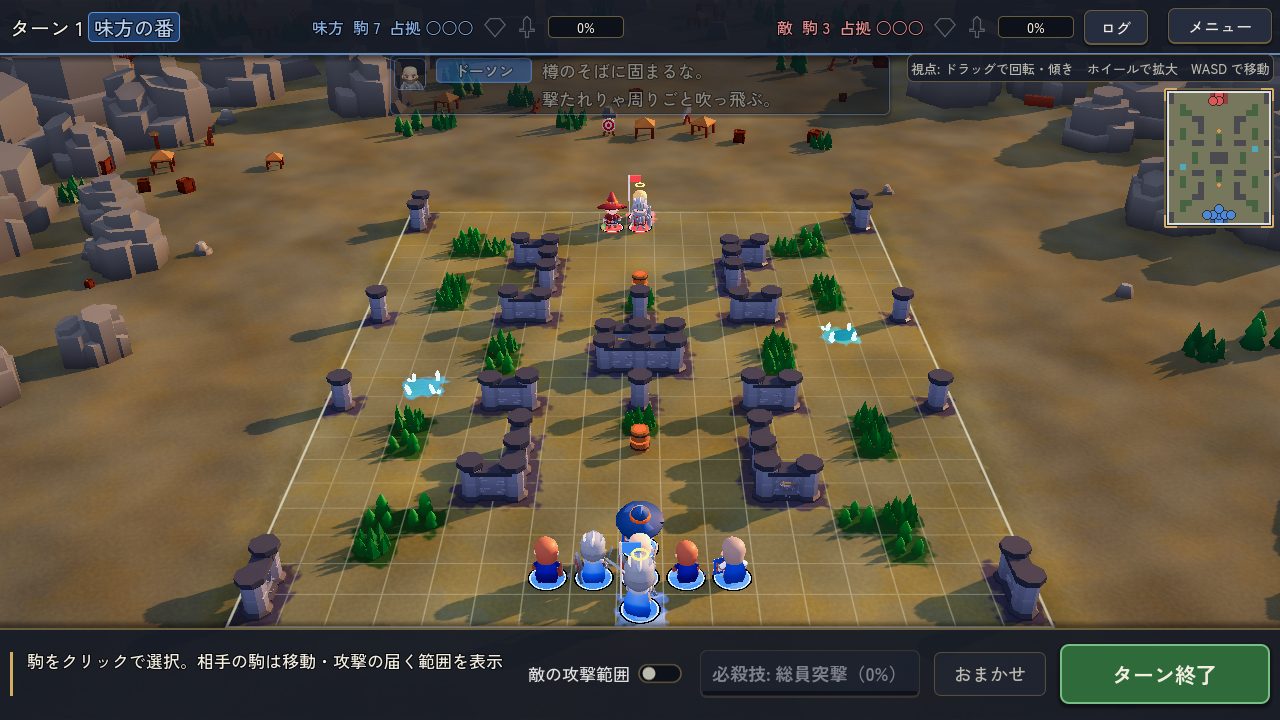 ターン 1 味方の番
味方 駒 7 占拠 〇〇〇 0%
敵 駒 3 占拠 〇〇〇 0%
ログ
メニュー
ドーソン
樽のそばに固まるな。
撃たれりゃ周りごと吹っ飛ぶ。
視点: ドラッグで回転・傾き ホイールで拡大 WASD で移動
駒をクリックで選択。相手の駒は移動・攻撃の届く範囲を表示
敵の攻撃範囲
必殺技: 総員突撃（0%）
おまかせ
ターン終了